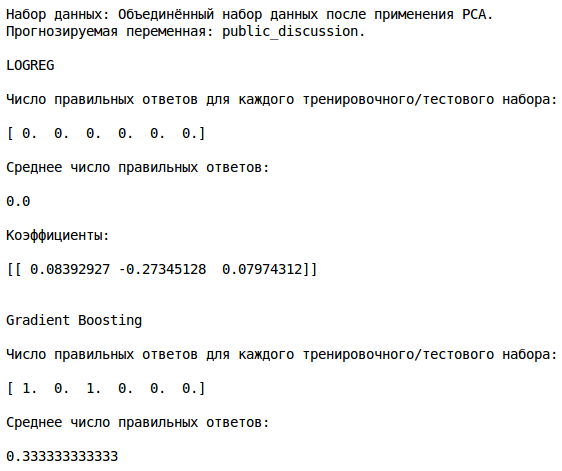 Набор данных: Объединённый набор данных после применения PCA.
Прогнозируемая переменная: public_discussion.
LOGREG
Число правильных ответов для каждого тренировочного/тестового набора:
[ 0.  0.  0.  0.  0.  0.]
Среднее число правильных ответов:
0.0
Коэффициенты:
[[ 0.08392927 -0.27345128  0.07974312]]
Gradient Boosting
Число правильных ответов для каждого тренировочного/тестового набора:
[ 1.  0.  1.  0.  0.  0.]
Среднее число правильных ответов:
0.333333333333